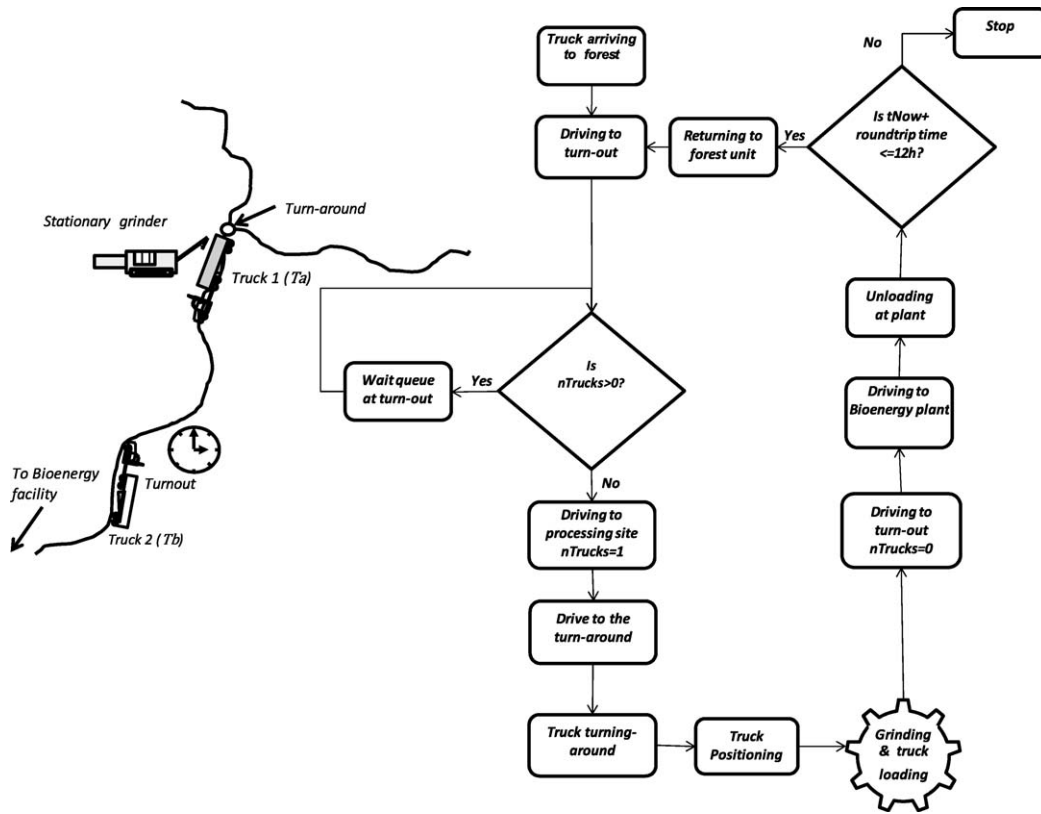 Stationary grinder
Turn-around
Truck 1 (Ta)
To Bioenergy
facility
Turnout
Truck 2 (Tb)
Truck arriving
to forest
Driving to
turn-out
Is
nTrucks>0?
Yes
Wait queue
at turn-out
No
Driving to
processing site
nTrucks=1
Drive to the
turn-around
Truck turning-
around
Truck
Positioning
Grinding
& truck
loading
Driving to
turn-out
nTrucks=0
Driving to
Bioenergy plant
Unloading
at plant
Is tNow+
roundtrip time
<=12h?
Yes
Returning to
forest unit
No
Stop